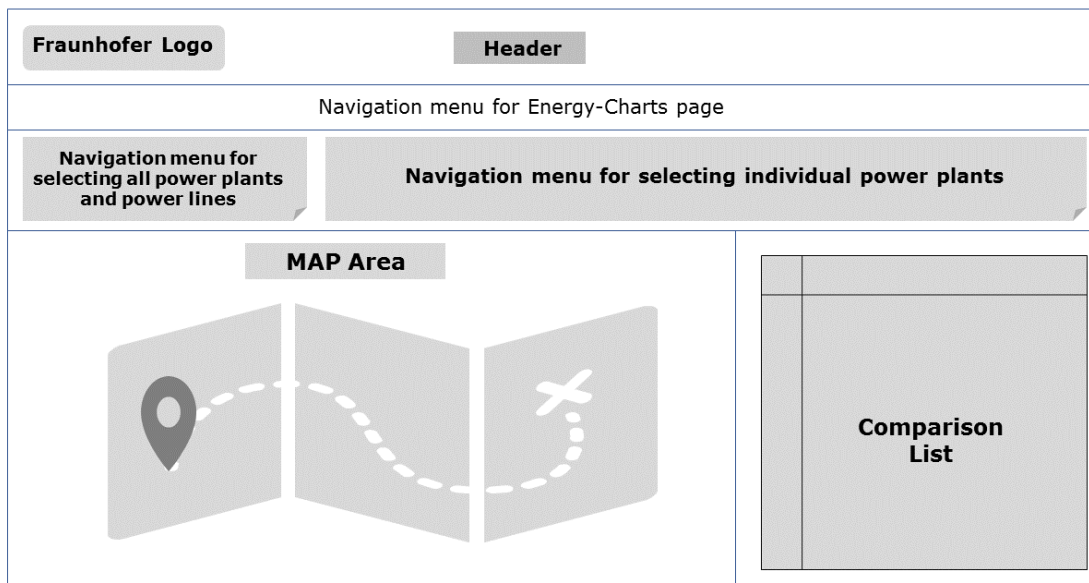 Fraunhofer Logo
Header
Navigation menu for Energy-Charts page
Navigation menu for
selecting all power plants
and power lines
Navigation menu for selecting individual power plants
MAP Area
Comparison
List